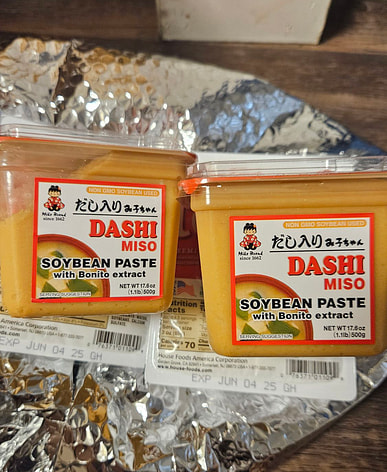 NON GMO SOYBEAN USED
Miko Brand
since 1662
だし入り み子ちゃん
DASHI
MISO
SOYBEAN PASTE
with Bonito extract
NET WT 17.6 oz
(1.1lb) 500g
SERVING SUGGESTION
NON GMO SOYBEAN USED
Miko Brand
since 1662
だし入り み子ちゃん
DASHI
MISO
SOYBEAN PASTE
with Bonito extract
NET WT 17.6 oz
(1.1lb) 500g
SERVING SUGGESTION
America Corporation
EXP JUN 04 25 GH
Nutrition
Facts
Calories 70
House Foods America Corporation
www.house-foods.com
EXP JUN 04 25 GH